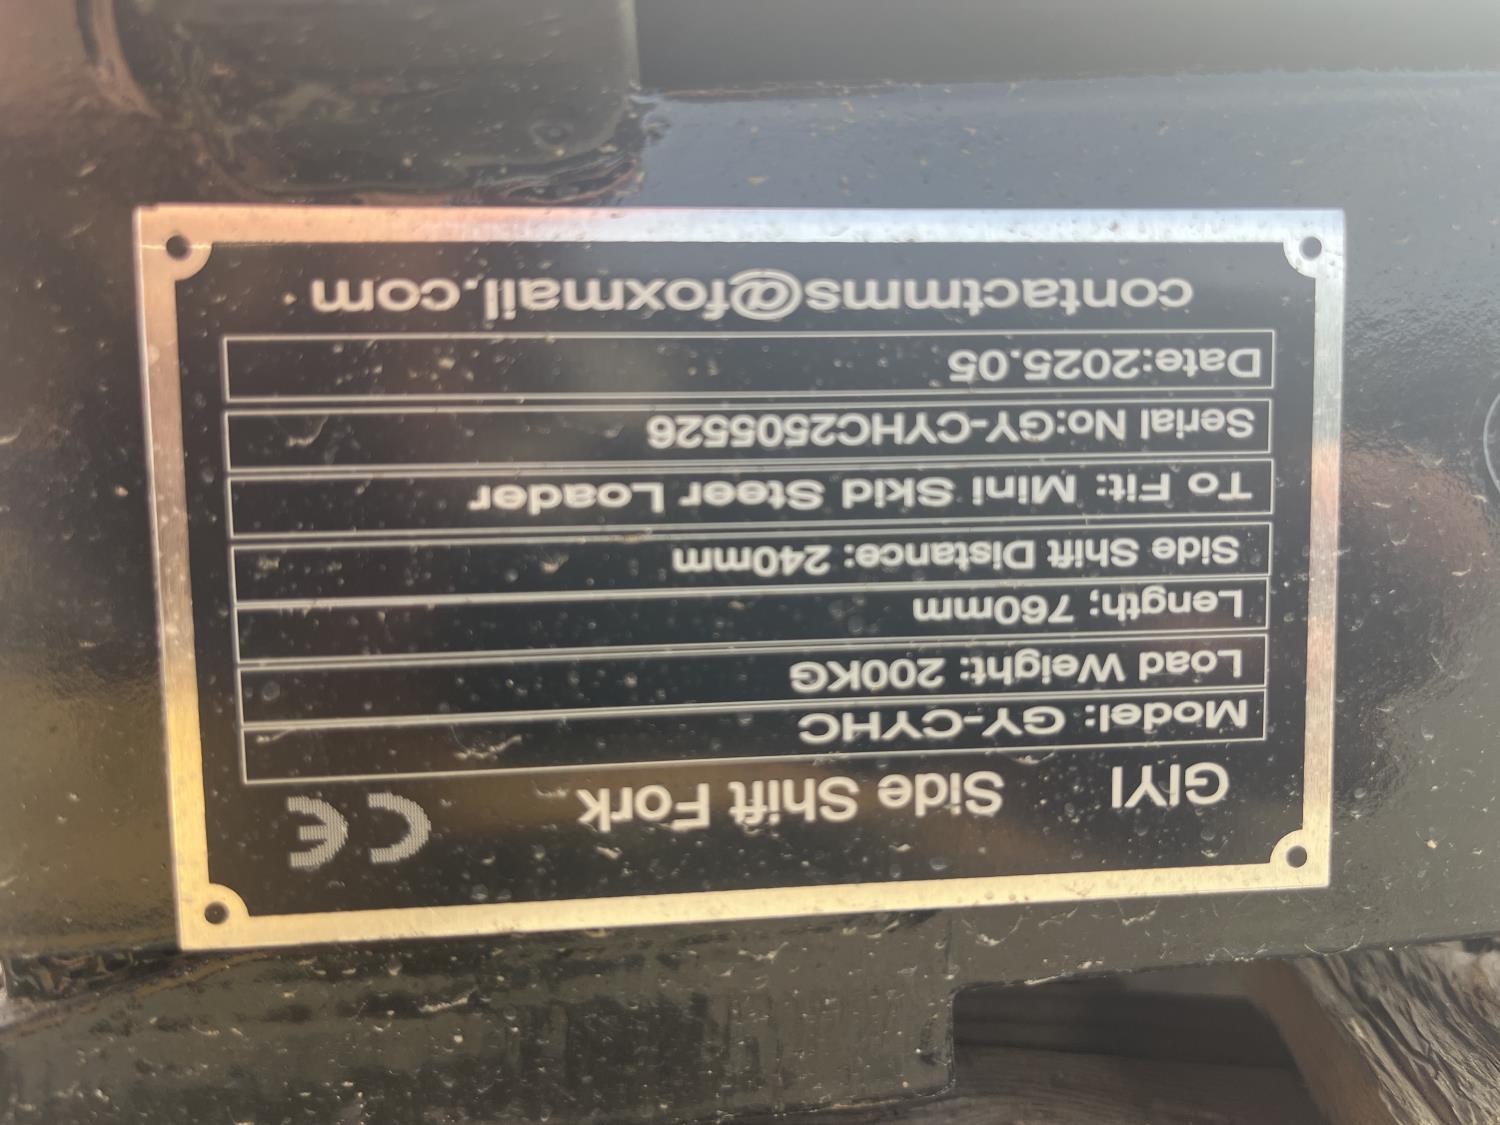 GIYI Side Shift Fork CE
Model: GY-CYHC
Load Weight: 200KG
Length; 760mm
Side Shift Distance: 240mm
To Fit: Mini Skid Steer Loader
Serial No:GY-CYHC2505526
Date:2025.05
contactmms@foxmail.com